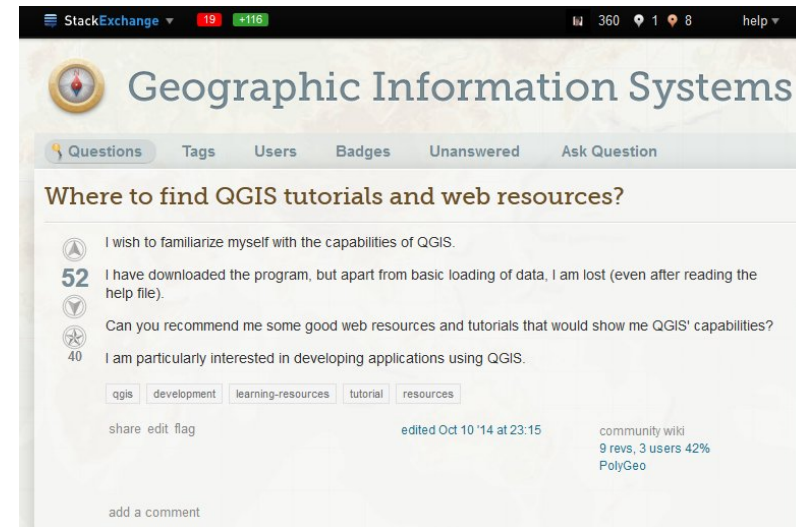 StackExchange 19 +116 360 1 8 help
Geographic Information Systems
Questions Tags Users Badges Unanswered Ask Question
Where to find QGIS tutorials and web resources?
I wish to familiarize myself with the capabilities of QGIS.
52 I have downloaded the program, but apart from basic loading of data, I am lost (even after reading the
help file).
Can you recommend me some good web resources and tutorials that would show me QGIS' capabilities?
40 I am particularly interested in developing applications using QGIS.
qgis development learning-resources tutorial resources
share edit flag edited Oct 10 '14 at 23:15 community wiki
9 revs, 3 users 42%
PolyGeo
add a comment